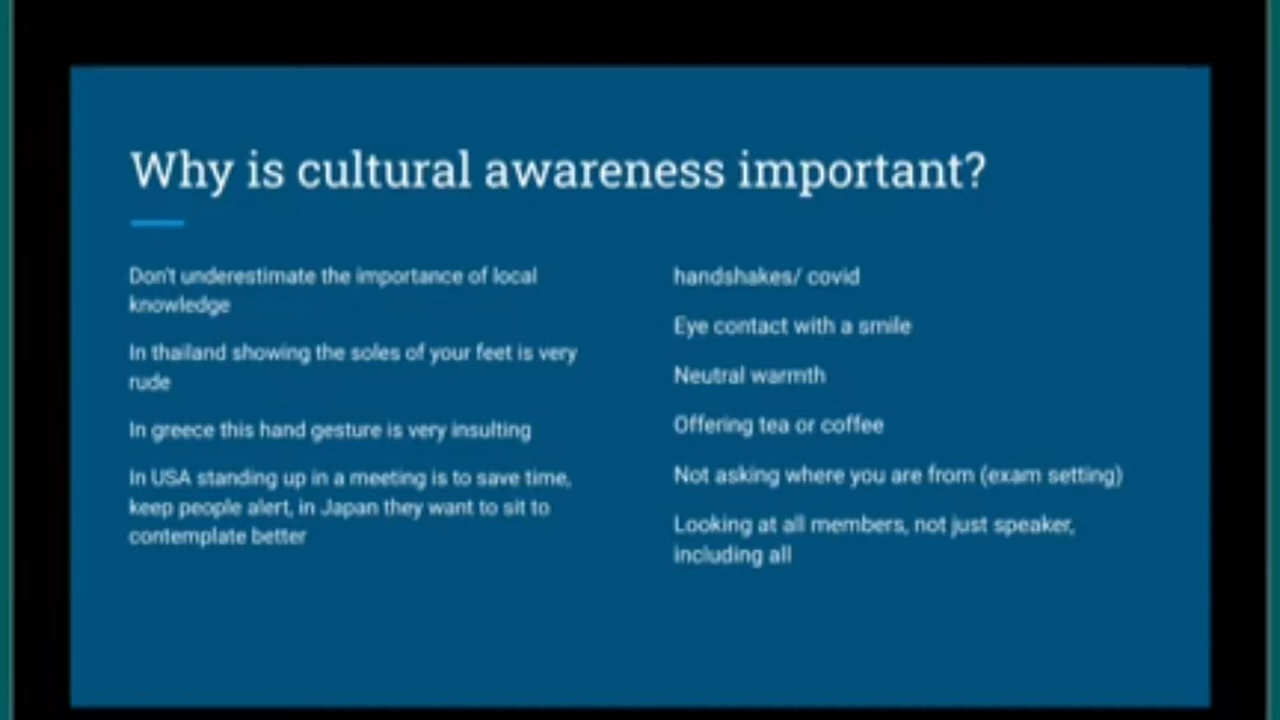 Why is cultural awareness important?
Don't underestimate the importance of local
knowledge
In thailand showing the soles of your feet is very
rude
In greece this hand gesture is very insulting
In USA standing up in a meeting is to save time,
keep people alert, in Japan they want to sit to
contemplate better
handshakes/ covid
Eye contact with a smile
Neutral warmth
Offering tea or coffee
Not asking where you are from (exam setting)
Looking at all members, not just speaker,
including all